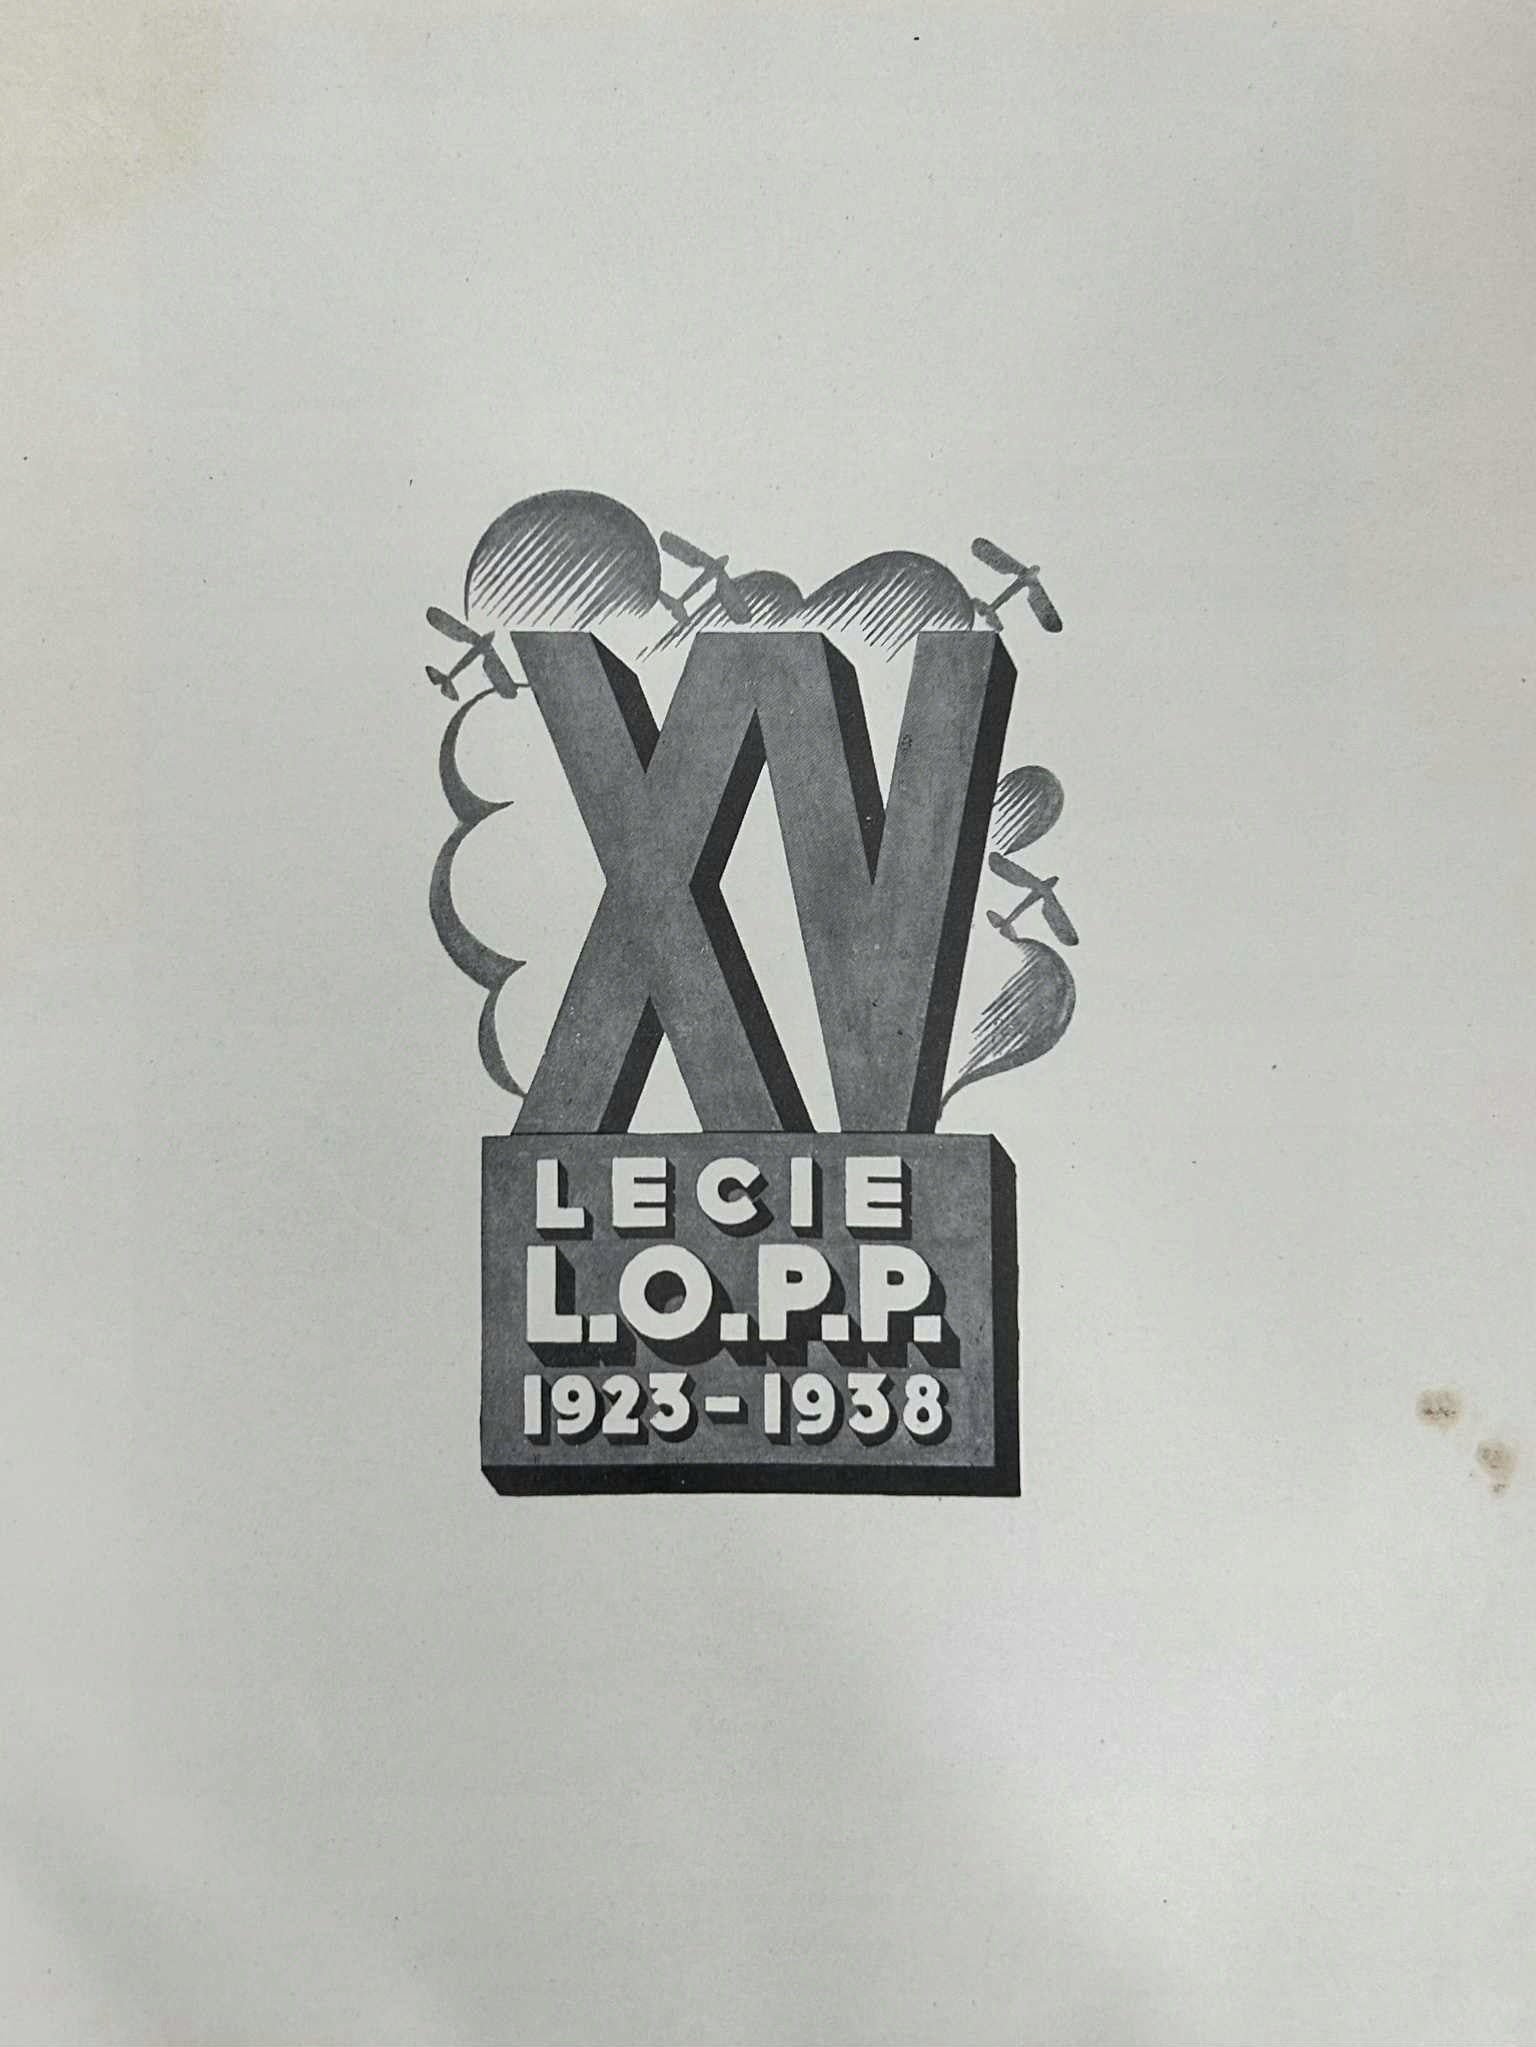 XV
LECIE
L.O.P.P.
1923-1938